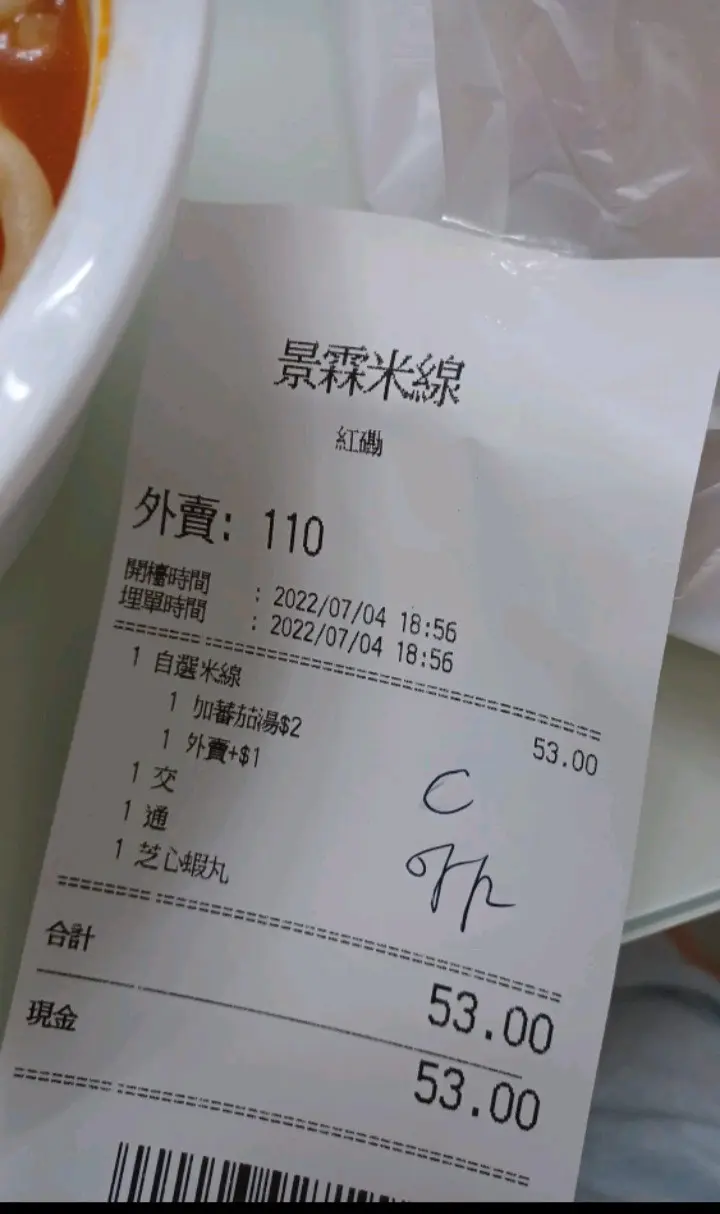 景霖米線
紅磡
外賣: 110
開檯時間 : 2022/07/04 18:56
埋單時間 : 2022/07/04 18:56
1 自選米線 53.00
1 加蕃茄湯$2
1 外賣+$1
1 交
1 通
1 芝心蝦丸
C
合計 53.00
現金 53.00